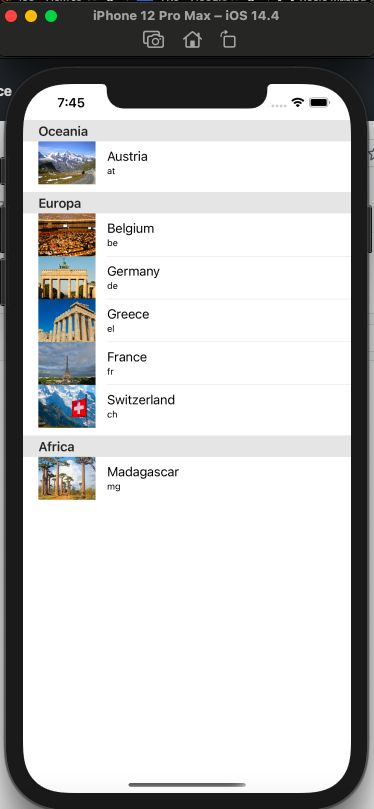 iPhone 12 Pro Max – iOS 14.4
ce
7:45
Oceania
Austria
at
Europa
Belgium
be
Germany
de
Greece
el
France
fr
Switzerland
ch
Africa
Madagascar
mg